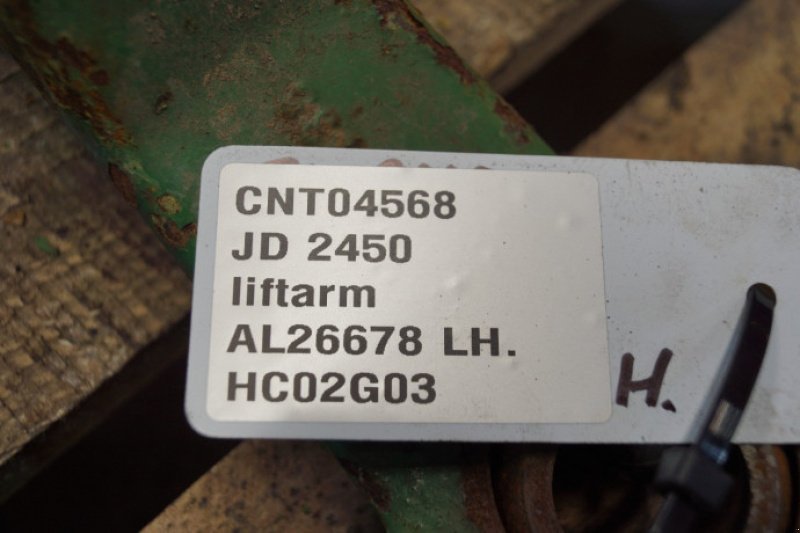 CNT04568
JD 2450
liftarm
AL26678 LH.
HC02G03
H.